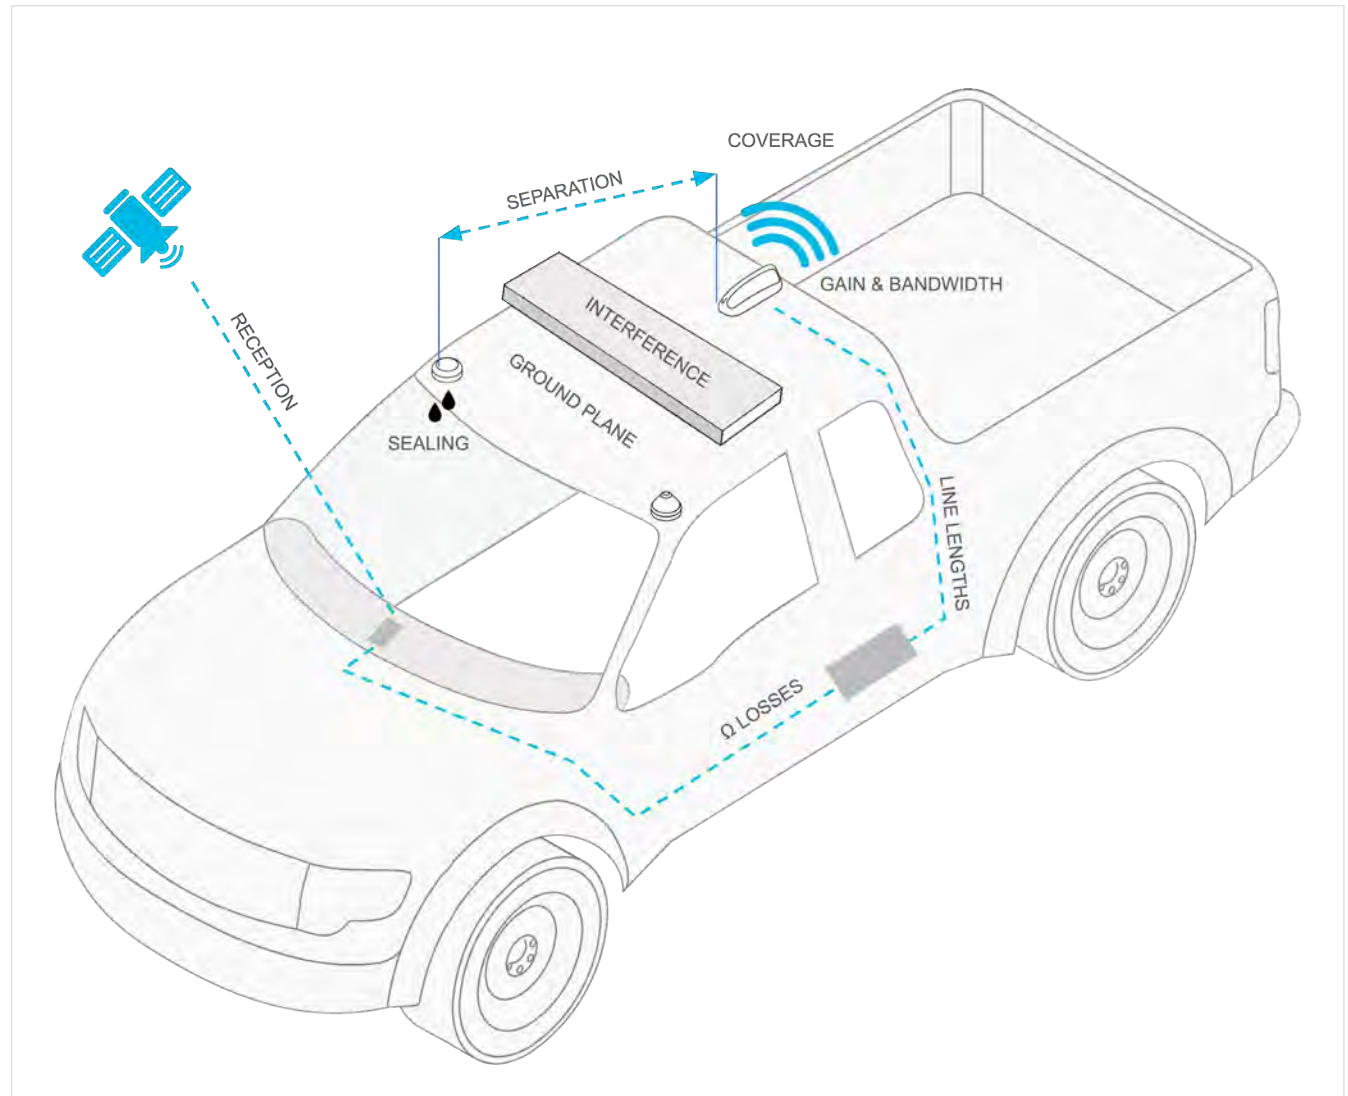 COVERAGE
SEPARATION
GAIN & BANDWIDTH
INTERFERENCE
RECEPTION
GROUND PLANE
SEALING
LINE LENGTHS
Ω LOSSES